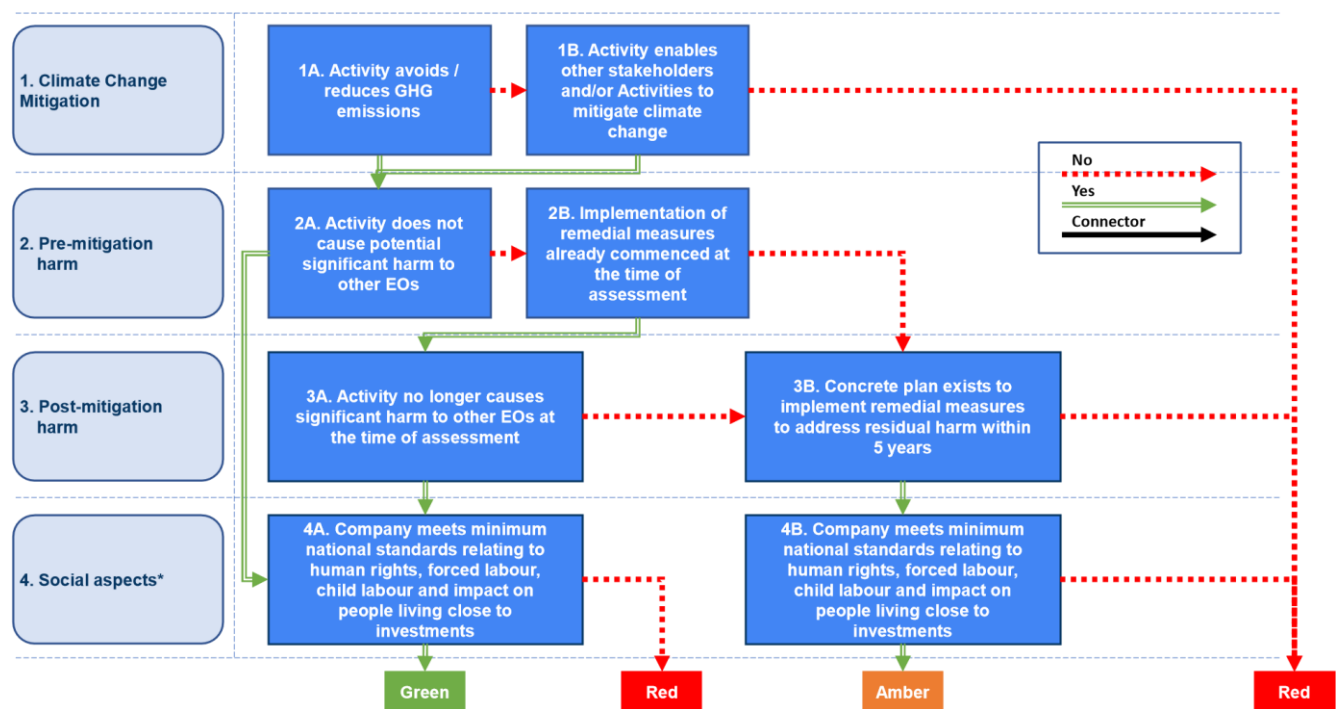 1. Climate Change
Mitigation
1A. Activity avoids /
reduces GHG
emissions
1B. Activity enables
other stakeholders
and/or Activities to
mitigate climate
change
No
Yes
Connector
2. Pre-mitigation
harm
2A. Activity does not
cause potential
significant harm to
other EOs
2B. Implementation of
remedial measures
already commenced at
the time of
assessment
3. Post-mitigation
harm
3A. Activity no longer causes
significant harm to other EOs at
the time of assessment
3B. Concrete plan exists to
implement remedial measures
to address residual harm within
5 years
4. Social aspects*
4A. Company meets minimum
national standards relating to
human rights, forced labour,
child labour and impact on
people living close to
investments
4B. Company meets minimum
national standards relating to
human rights, forced labour,
child labour and impact on
people living close to
investments
Green
Red
Amber
Red